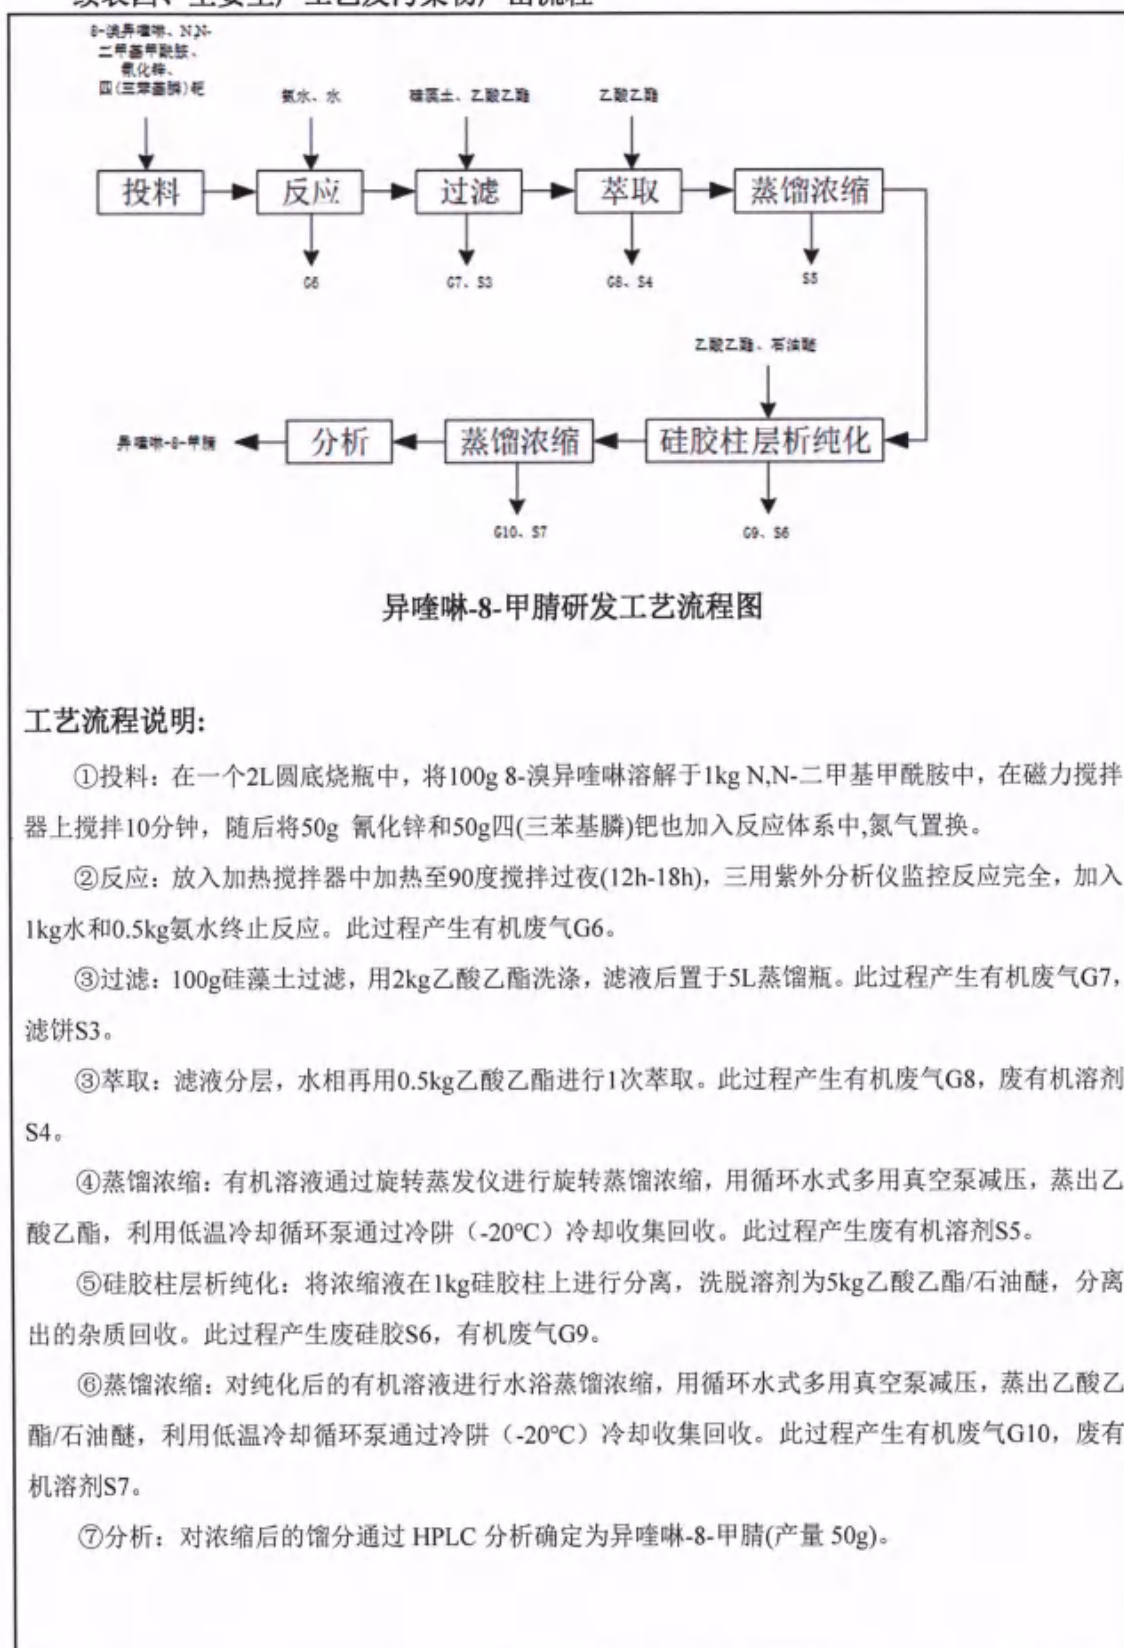 续表四、主要生产工艺及污染物产出流程
8-溴异喹啉、N,N-
二甲基甲酰胺、
氰化锌、
四(三苯基膦)钯
氨水、水
硅藻土、乙酸乙酯
乙酸乙酯
投料
反应
过滤
萃取
蒸馏浓缩
G6
G7、S3
G8、S4
S5
乙酸乙酯、石油醚
异喹啉-8-甲腈
分析
蒸馏浓缩
硅胶柱层析纯化
G10、S7
G9、S6
异喹啉-8-甲腈研发工艺流程图
工艺流程说明:
①投料：在一个2L圆底烧瓶中，将100g 8-溴异喹啉溶解于1kg N,N-二甲基甲酰胺中，在磁力搅拌
器上搅拌10分钟，随后将50g 氰化锌和50g四(三苯基膦)钯也加入反应体系中,氮气置换。
②反应：放入加热搅拌器中加热至90度搅拌过夜(12h-18h)，三用紫外分析仪监控反应完全，加入
1kg水和0.5kg氨水终止反应。此过程产生有机废气G6。
③过滤：100g硅藻土过滤，用2kg乙酸乙酯洗涤，滤液后置于5L蒸馏瓶。此过程产生有机废气G7，
滤饼S3。
③萃取：滤液分层，水相再用0.5kg乙酸乙酯进行1次萃取。此过程产生有机废气G8，废有机溶剂
S4。
④蒸馏浓缩：有机溶液通过旋转蒸发仪进行旋转蒸馏浓缩，用循环水式多用真空泵减压，蒸出乙
酸乙酯，利用低温冷却循环泵通过冷阱（-20℃）冷却收集回收。此过程产生废有机溶剂S5。
⑤硅胶柱层析纯化：将浓缩液在1kg硅胶柱上进行分离，洗脱溶剂为5kg乙酸乙酯/石油醚，分离
出的杂质回收。此过程产生废硅胶S6，有机废气G9。
⑥蒸馏浓缩：对纯化后的有机溶液进行水浴蒸馏浓缩，用循环水式多用真空泵减压，蒸出乙酸乙
酯/石油醚，利用低温冷却循环泵通过冷阱（-20℃）冷却收集回收。此过程产生有机废气G10，废有
机溶剂S7。
⑦分析：对浓缩后的馏分通过 HPLC 分析确定为异喹啉-8-甲腈(产量 50g)。